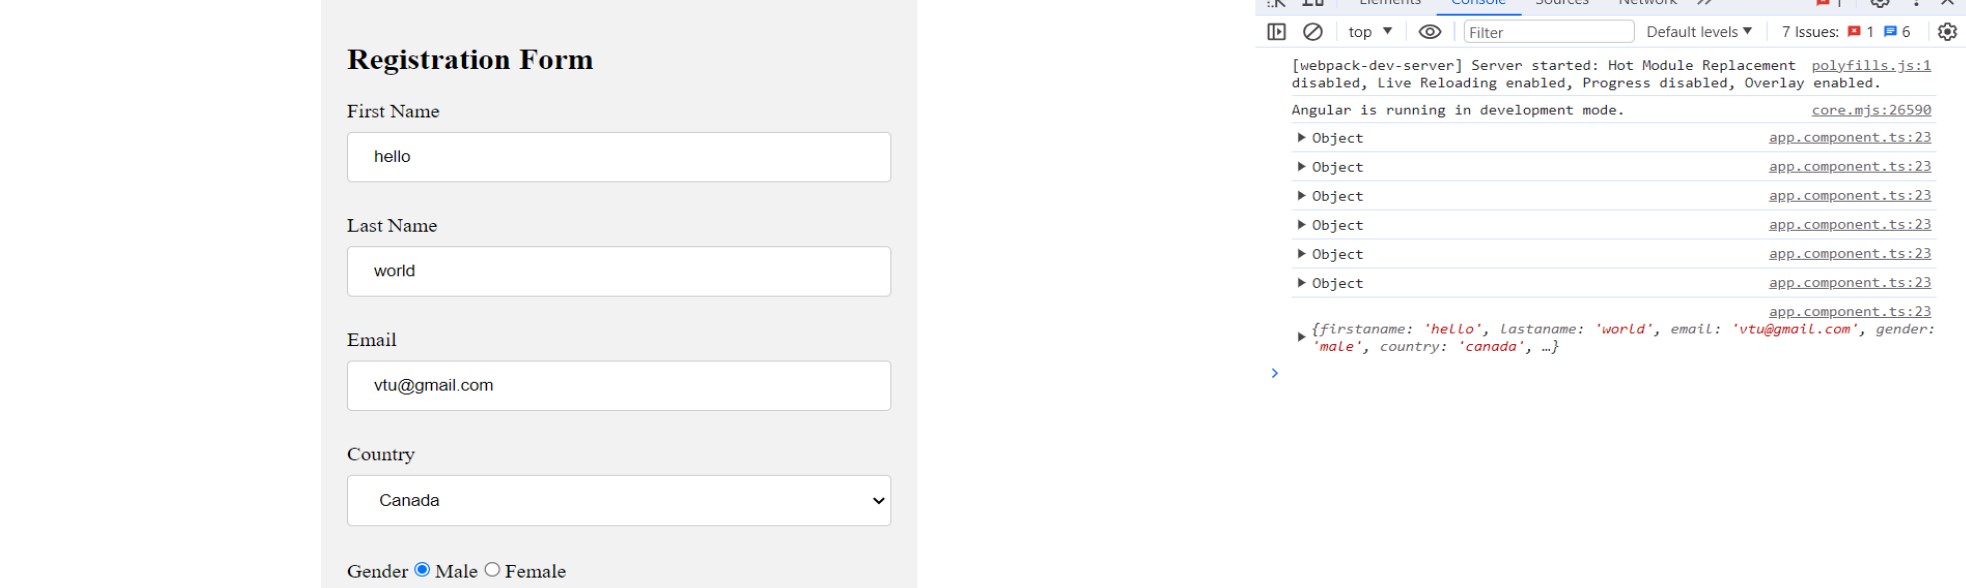 Registration Form
First Name
hello
Last Name
world
Email
vtu@gmail.com
Country
Canada
Gender Male Female
Elements Console Sources Network 1
top Filter Default levels 7 Issues: 1 6
[webpack-dev-server] Server started: Hot Module Replacement polyfills.js:1
disabled, Live Reloading enabled, Progress disabled, Overlay enabled.
Angular is running in development mode. core.mjs:26590
Object app.component.ts:23
Object app.component.ts:23
Object app.component.ts:23
Object app.component.ts:23
Object app.component.ts:23
Object app.component.ts:23
app.component.ts:23
{firstaname: 'hello', lastaname: 'world', email: 'vtu@gmail.com', gender:
'male', country: 'canada', …}